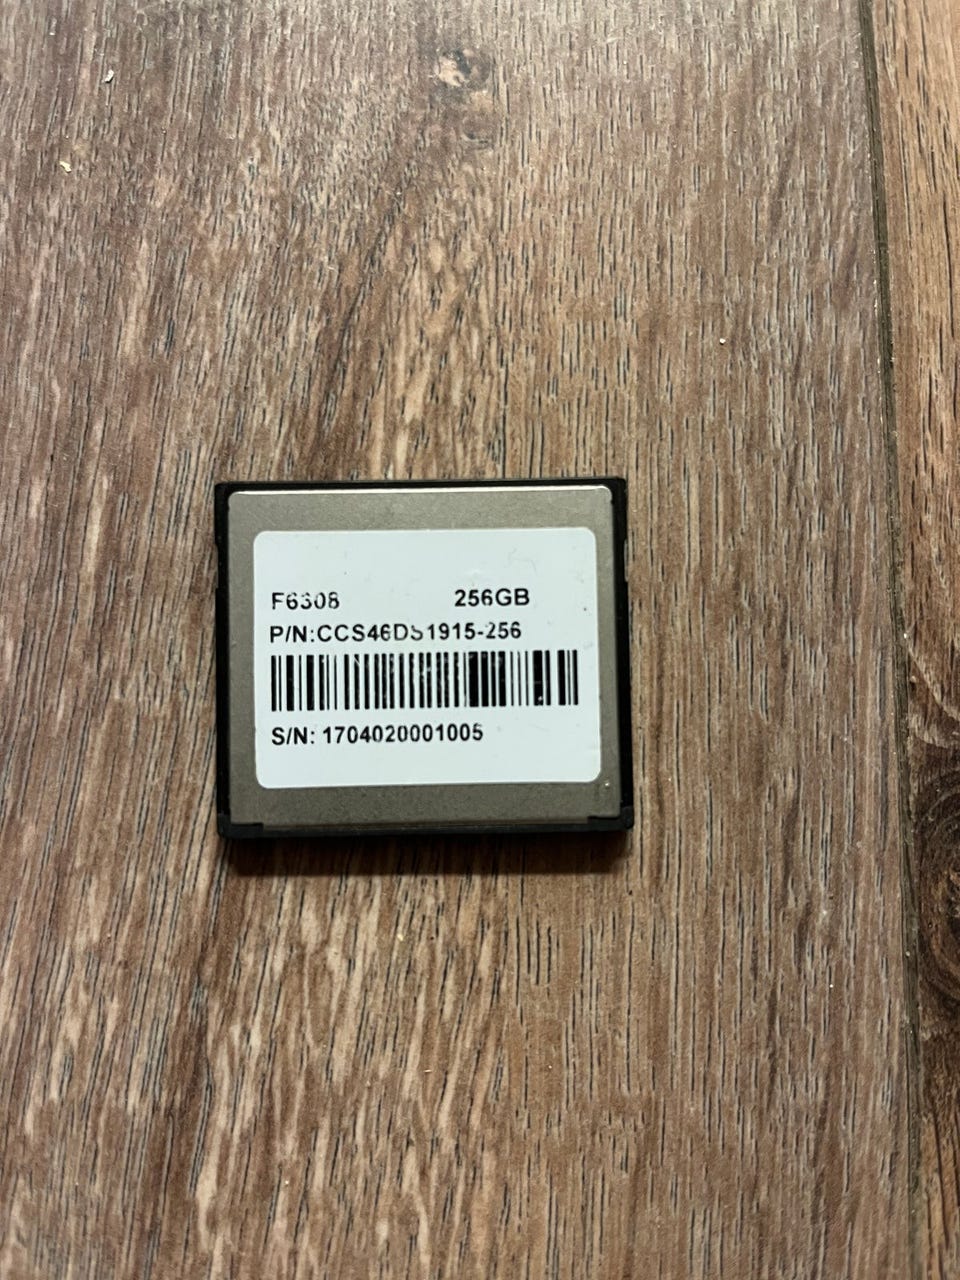 F6308 256GB
P/N:CCS46DS1915-256
S/N: 1704020001005